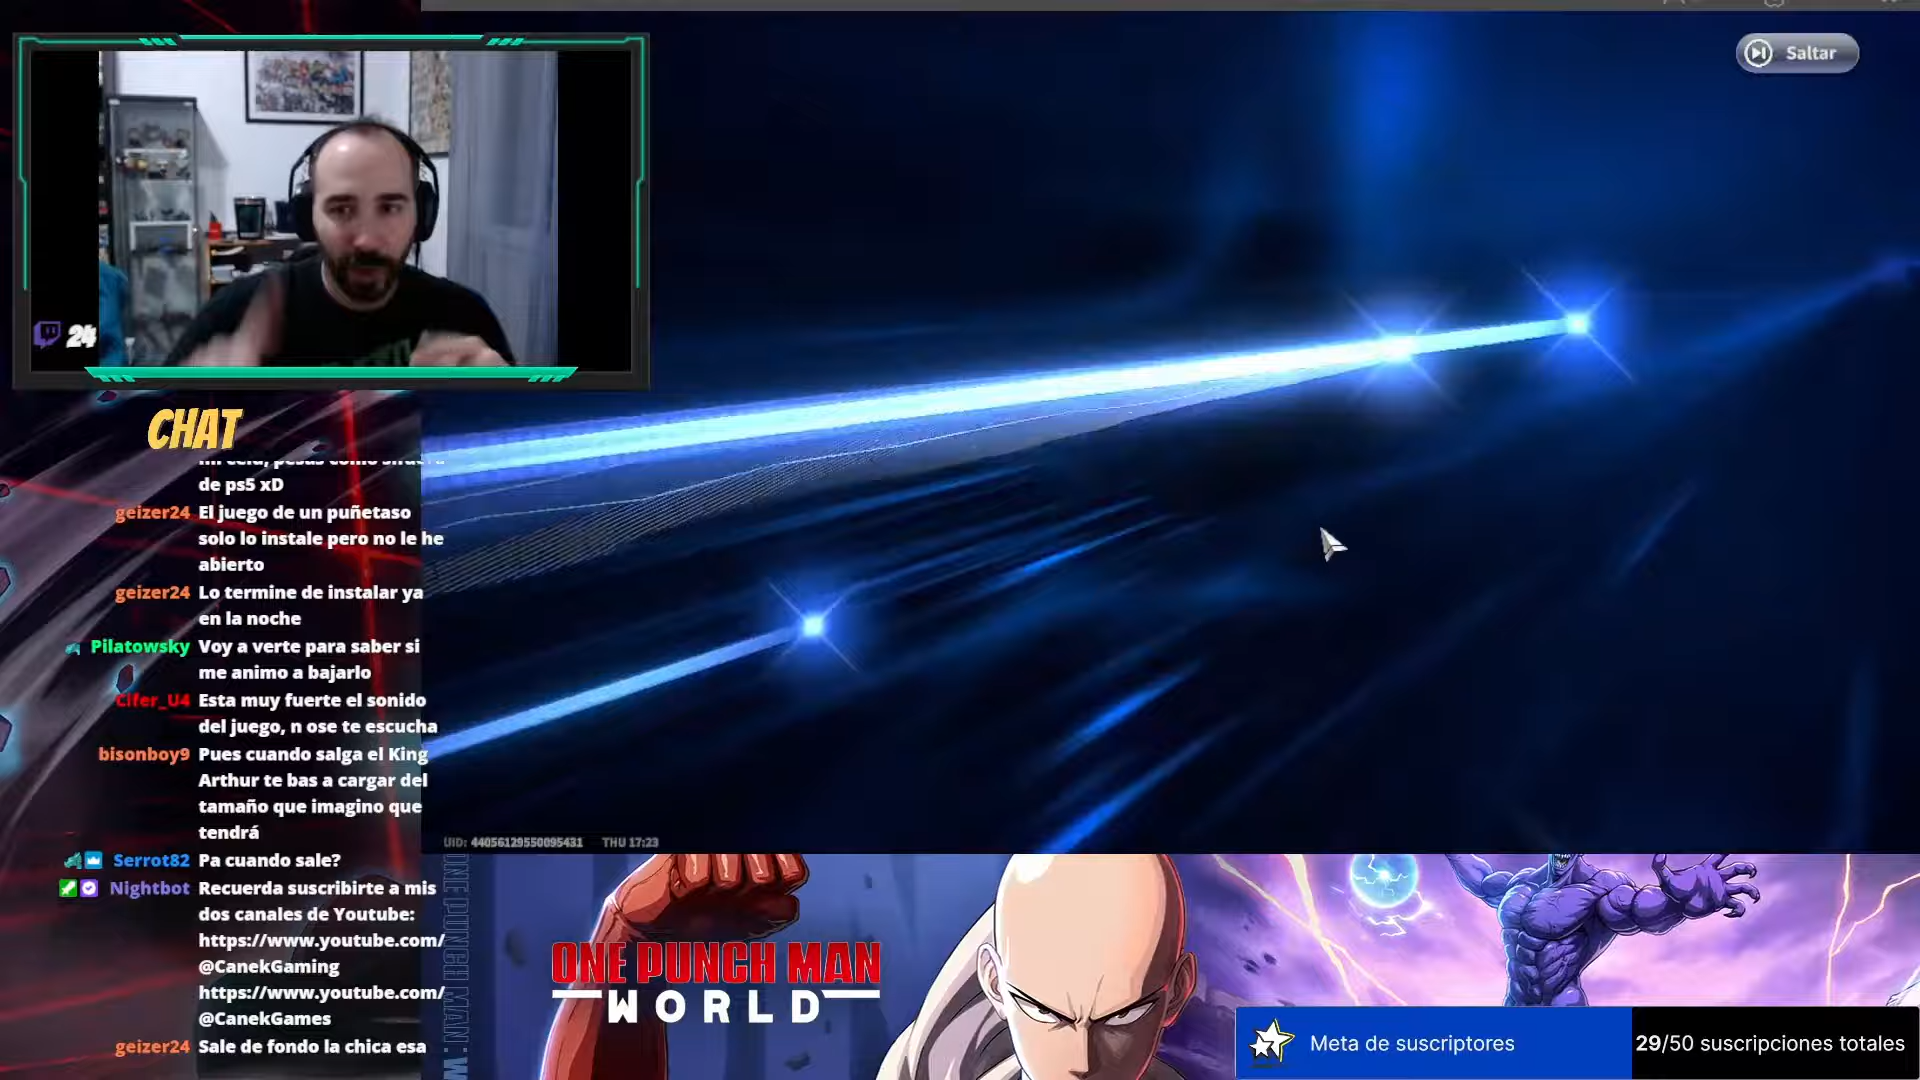 Saltar
24
CHAT
de ps5 xD
geizer24 El juego de un puñetaso
solo lo instale pero no le he
abierto
geizer24 Lo termine de instalar ya
en la noche
Pilatowsky Voy a verte para saber si
me animo a bajarlo
Cifer_U4 Esta muy fuerte el sonido
del juego, n ose te escucha
bisonboy9 Pues cuando salga el King
Arthur te bas a cargar del
tamaño que imagino que
tendrá
Serrot82 Pa cuando sale?
Nightbot Recuerda suscribirte a mis
dos canales de Youtube:
https://www.youtube.com/
@CanekGaming
https://www.youtube.com/
@CanekGames
geizer24 Sale de fondo la chica esa
UID: 44056129550095431 THU 17:23
ONE PUNCH MAN : W
ONE PUNCH MAN
WORLD
Meta de suscriptores
29/50 suscripciones totales